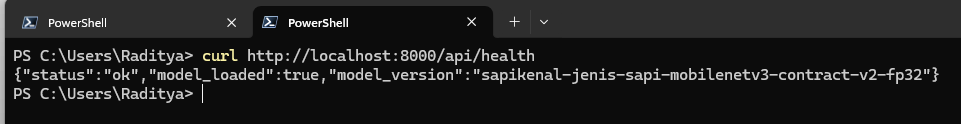 PowerShell
PowerShell
PS C:\Users\Raditya> curl http://localhost:8000/api/health
{"status":"ok","model_loaded":true,"model_version":"sapikenal-jenis-sapi-mobilenetv3-contract-v2-fp32"}
PS C:\Users\Raditya>